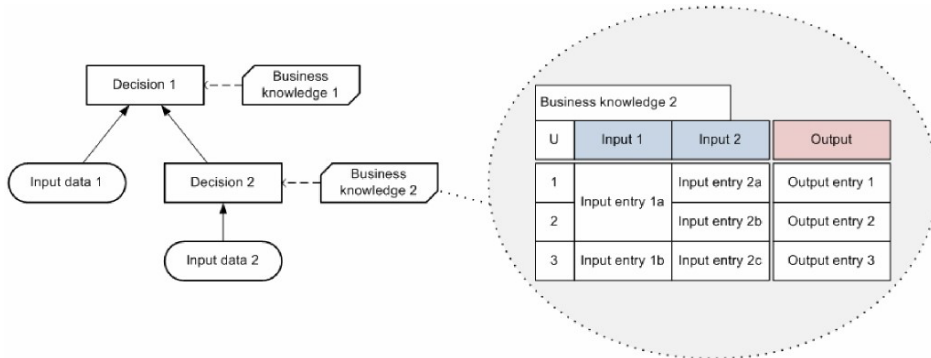 Decision 1
Business
knowledge 1
Input data 1
Decision 2
Business
knowledge 2
Input data 2
Business knowledge 2
U Input 1 Input 2 Output
1 Input entry 1a Input entry 2a Output entry 1
2 Input entry 2b Output entry 2
3 Input entry 1b Input entry 2c Output entry 3